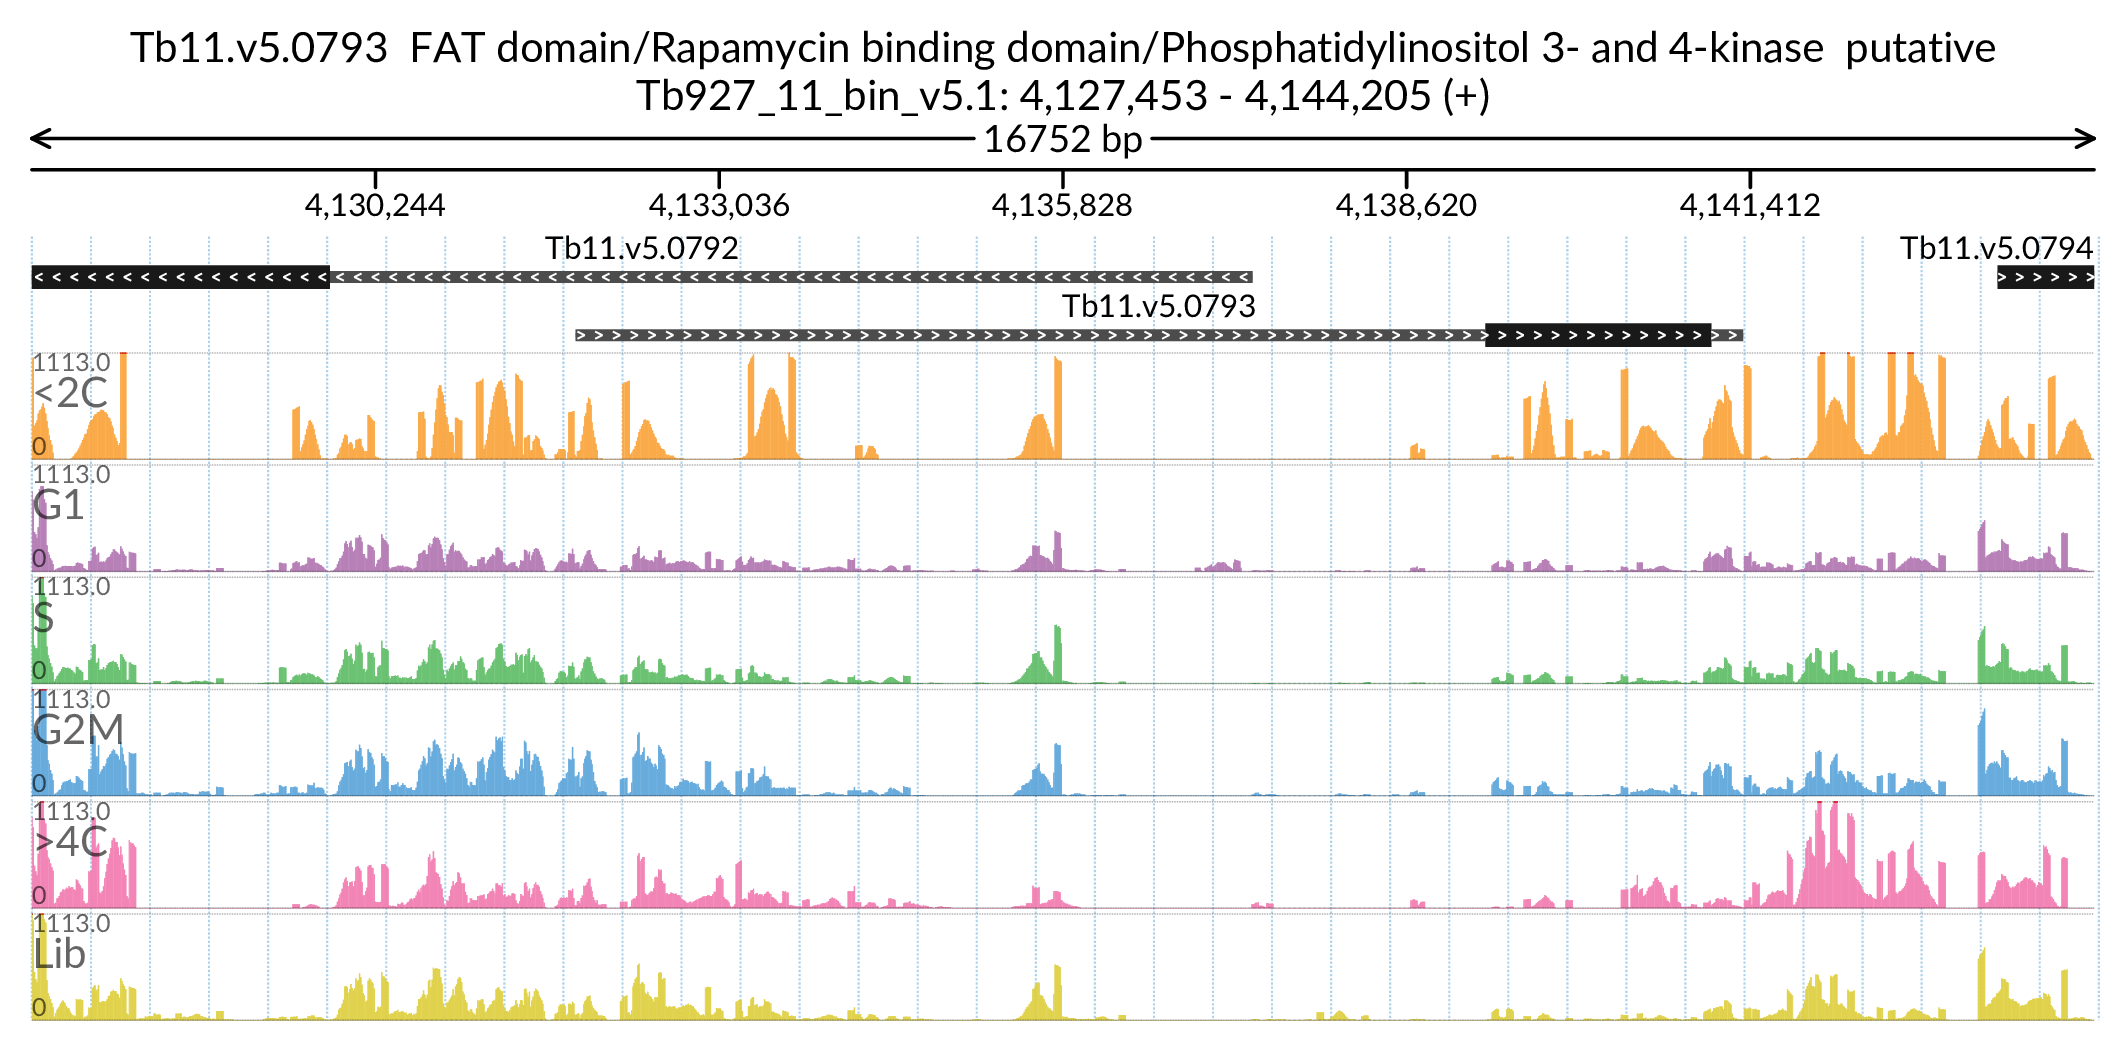 Tb11.v5.0793  FAT domain/Rapamycin binding domain/Phosphatidylinositol 3- and 4-kinase  putative
Tb927_11_bin_v5.1: 4,127,453 - 4,144,205 (+)
16752 bp
4,130,244 4,133,036 4,135,828 4,138,620 4,141,412
Tb11.v5.0792 Tb11.v5.0794
Tb11.v5.0793
1113.0
<2C
0
1113.0
G1
0
1113.0
S
0
1113.0
G2M
0
1113.0
>4C
0
1113.0
Lib
0